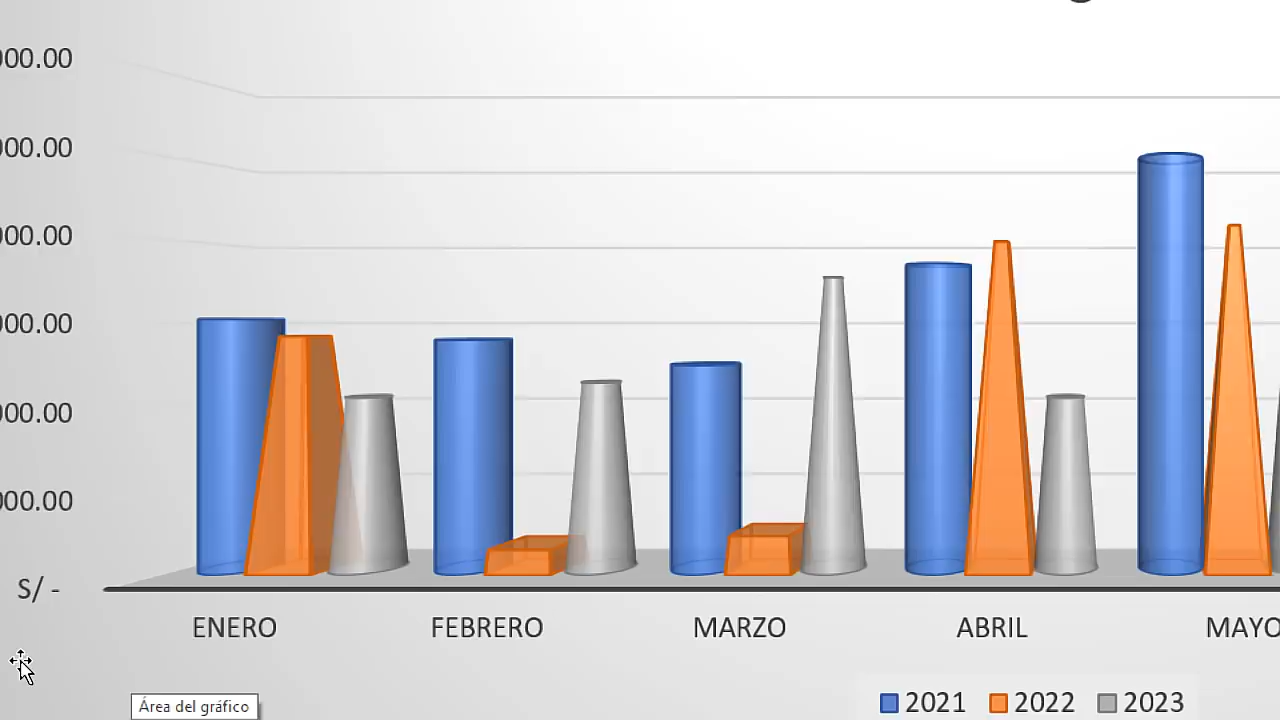 000.00
000.00
000.00
000.00
000.00
000.00
S/ -
ENERO FEBRERO MARZO ABRIL MAYO
Área del gráfico
2021 2022 2023